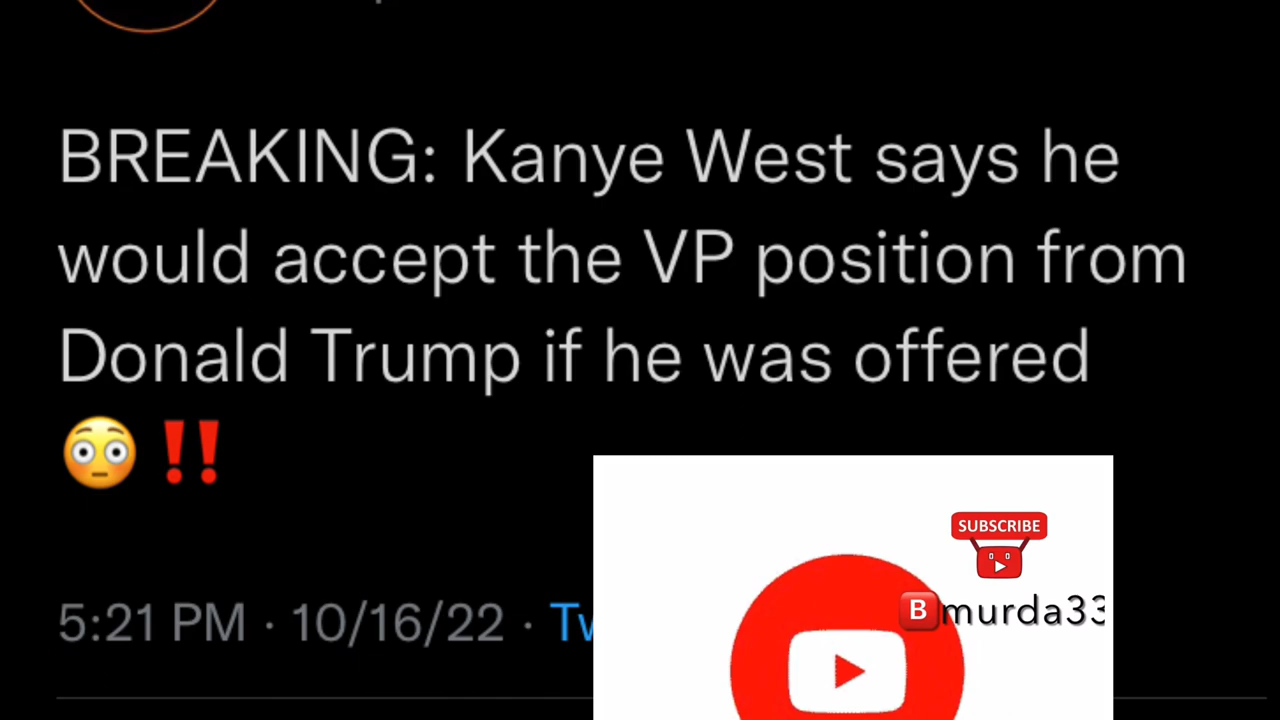 BREAKING: Kanye West says he
would accept the VP position from
Donald Trump if he was offered
😳 ‼️
5:21 PM · 10/16/22 · Tw
SUBSCRIBE
🅱️murda33